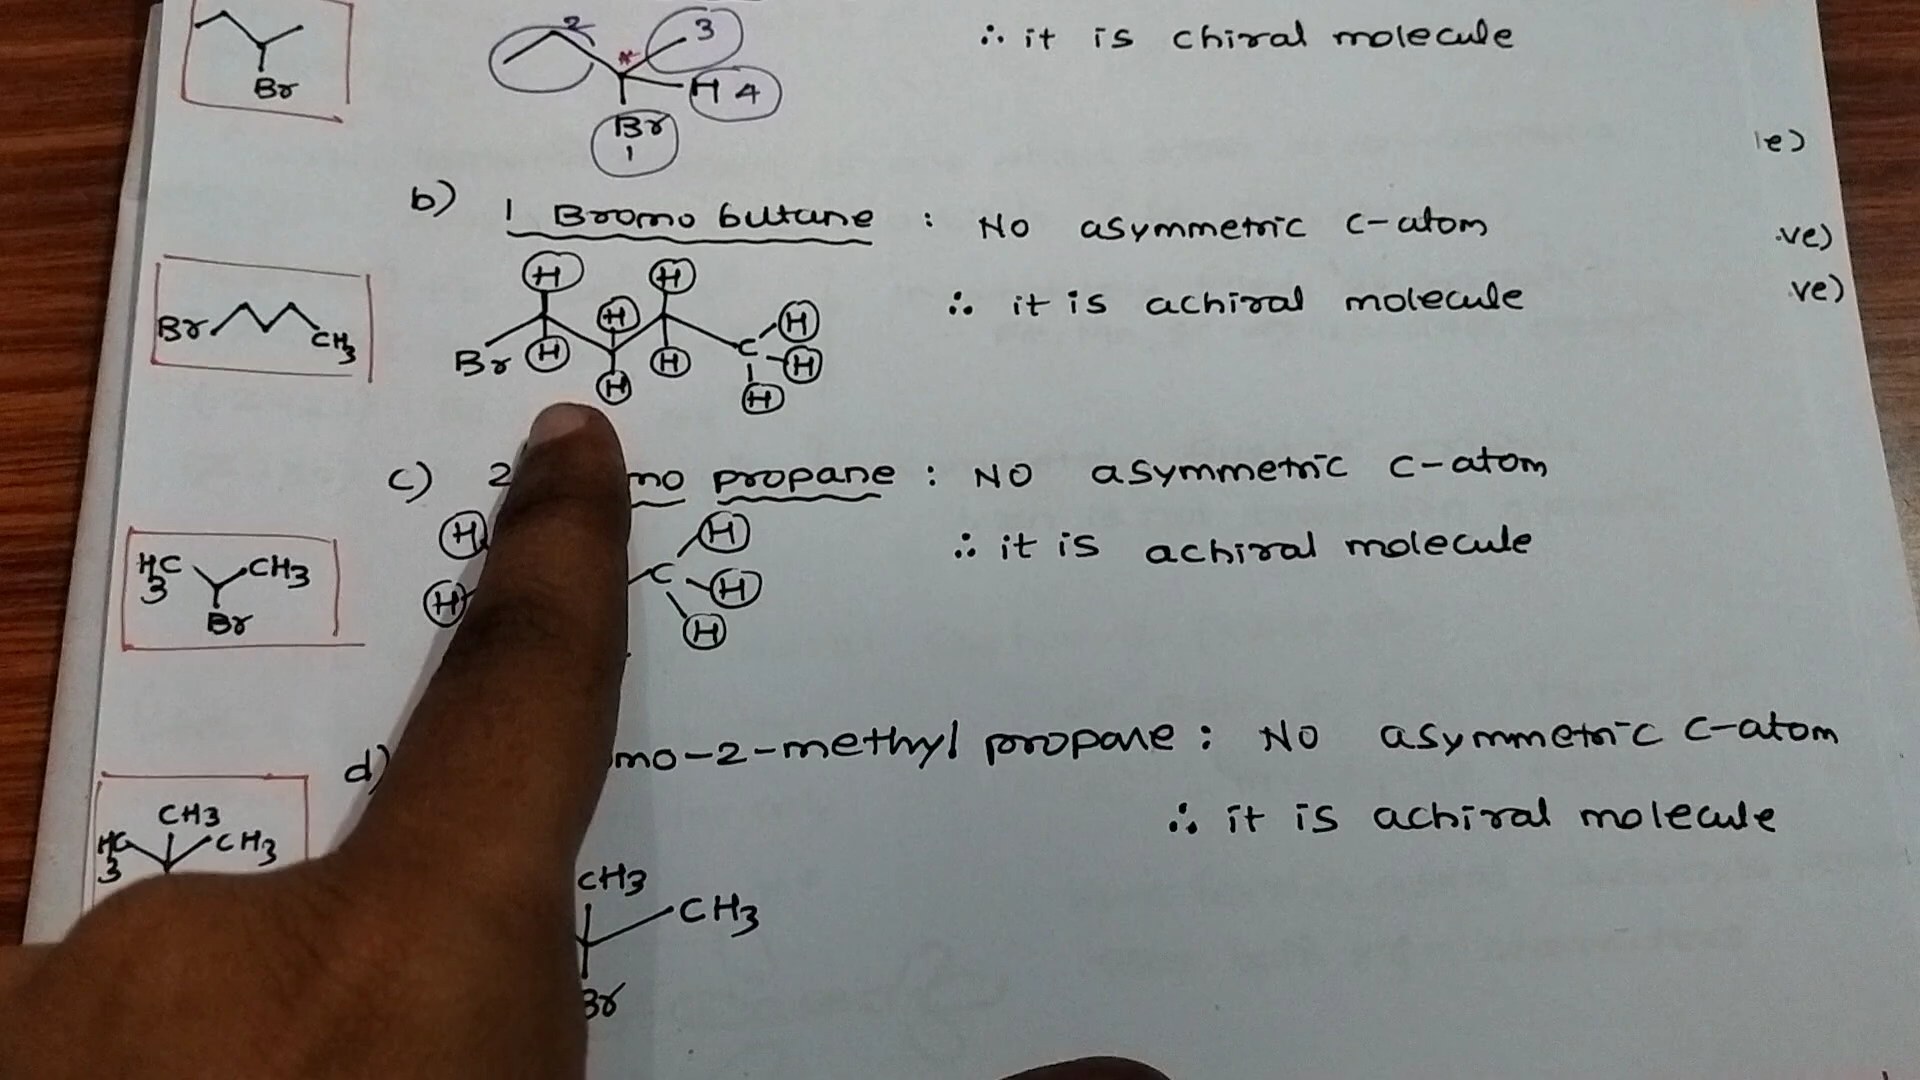 2
3
∴ it is chiral molecule
Br
H 4
Br
1
ie)
b) 1 Bromo butane : No asymmetric c-atom
ve)
H H
∴ it is achiral molecule
ve)
H H
Br CH3
Br H H C H
H H
c) 2 mo propane : NO asymmetric c-atom
H H
∴ it is achiral molecule
H3C CH3
C H
H
Br
H
d) mo-2-methyl propane : No asymmetric c-atom
CH3
∴ it is achiral molecule
H3C CH3
CH3
CH3
Br